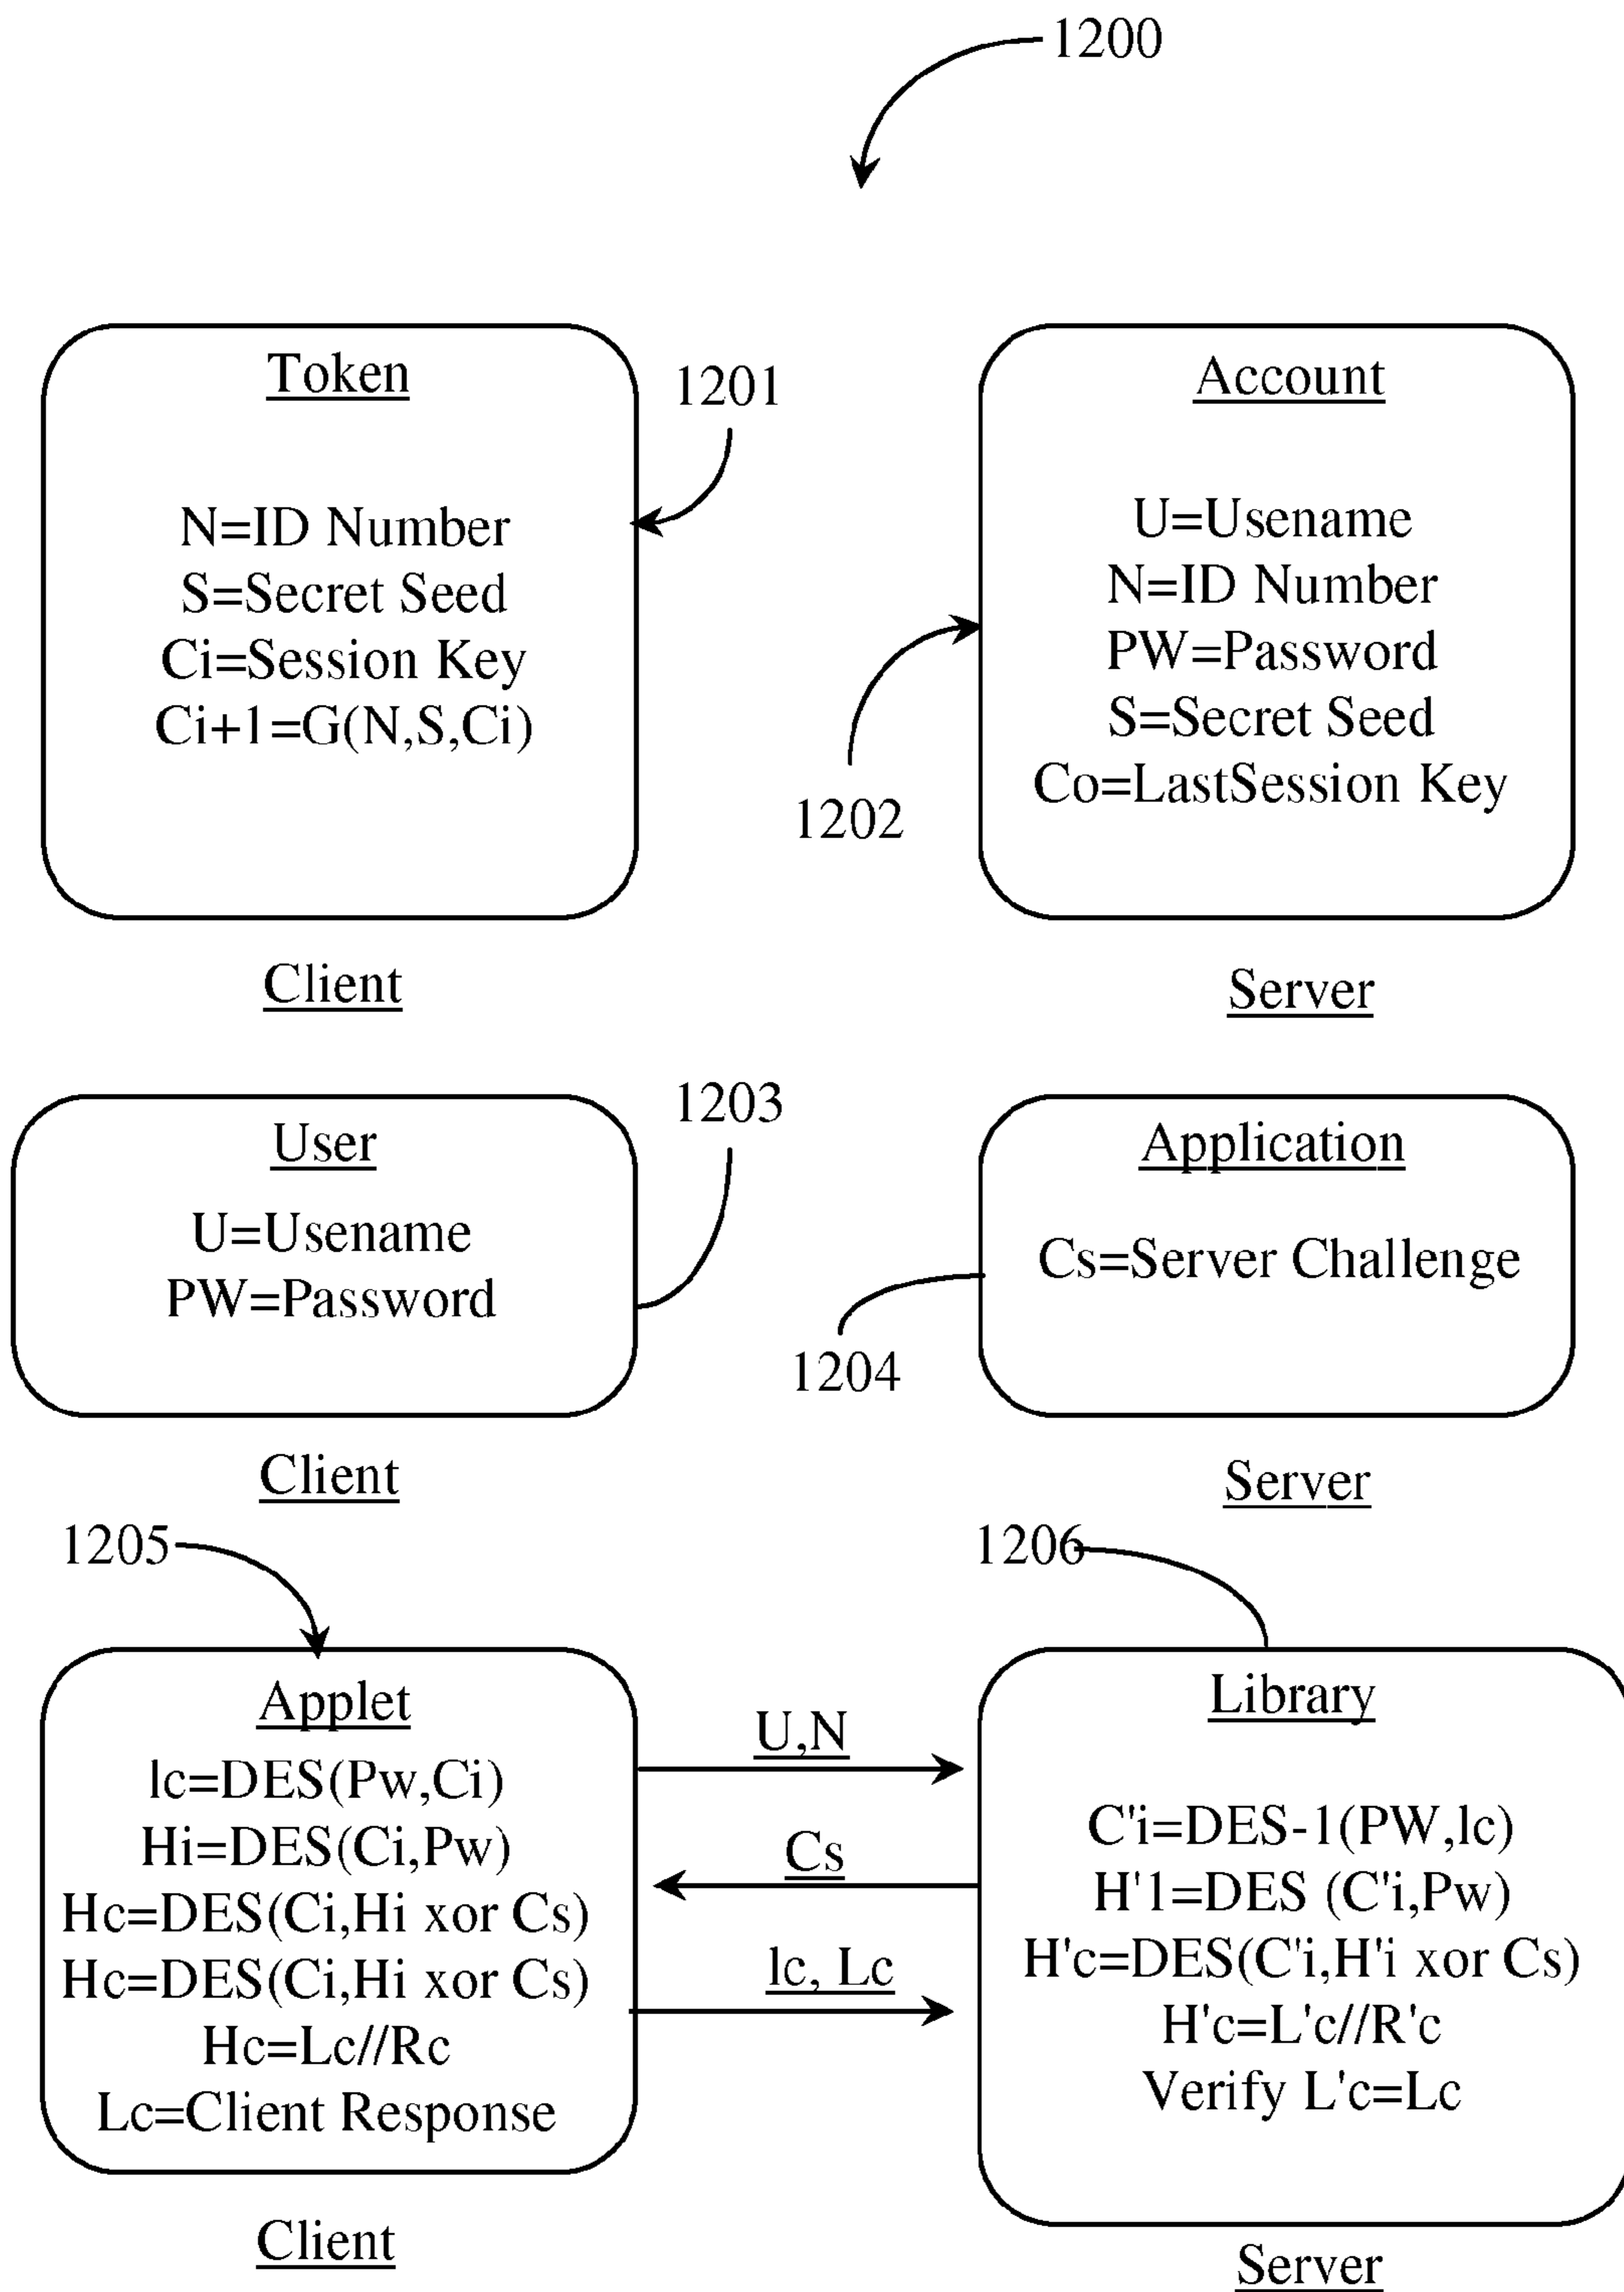 1200
Token
N=ID Number
S=Secret Seed
Ci=Session Key
Ci+1=G(N,S,Ci)
1201
Account
U=Usename
N=ID Number
PW=Password
S=Secret Seed
Co=LastSession Key
1202
Client
Server
User
U=Usename
PW=Password
1203
Application
Cs=Server Challenge
1204
Client
Server
1205
1206
Applet
lc=DES(Pw,Ci)
Hi=DES(Ci,Pw)
Hc=DES(Ci,Hi xor Cs)
Hc=DES(Ci,Hi xor Cs)
Hc=Lc//Rc
Lc=Client Response
U,N
Cs
lc, Lc
Library
C'i=DES-1(PW,lc)
H'1=DES (C'i,Pw)
H'c=DES(C'i,H'i xor Cs)
H'c=L'c//R'c
Verify L'c=Lc
Client
Server